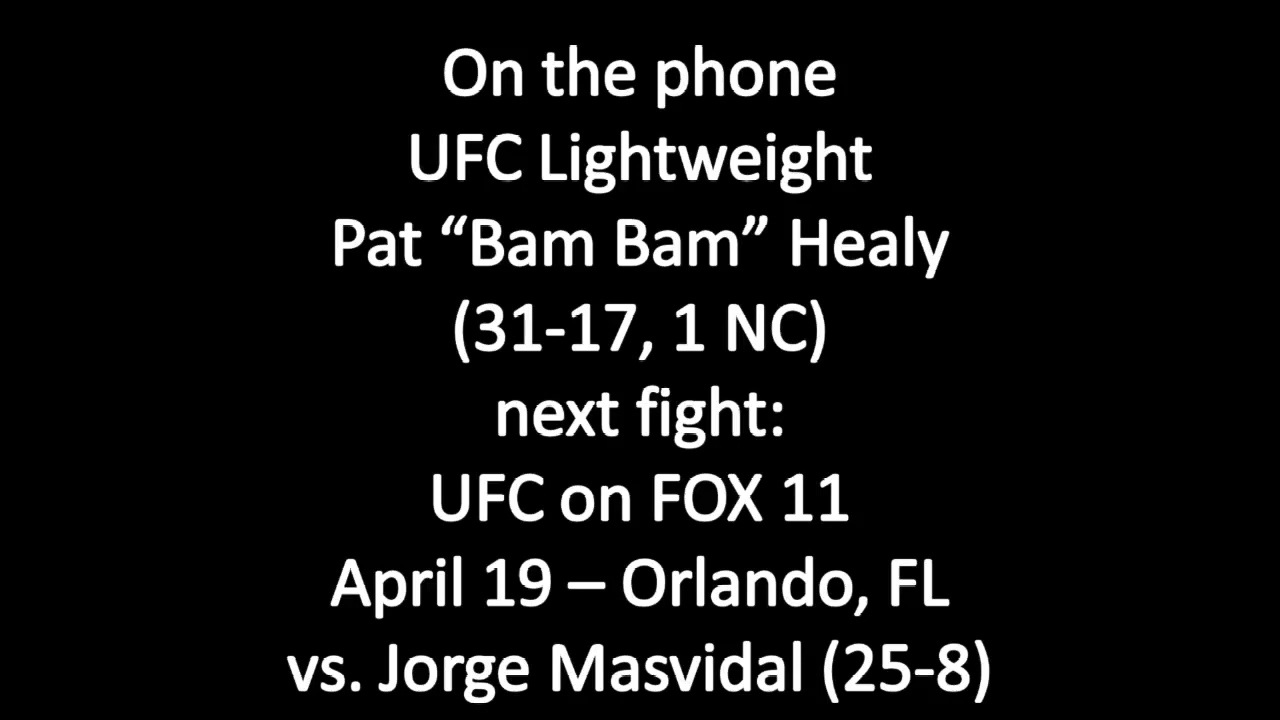 On the phone
UFC Lightweight
Pat “Bam Bam” Healy
(31-17, 1 NC)
next fight:
UFC on FOX 11
April 19 – Orlando, FL
vs. Jorge Masvidal (25-8)